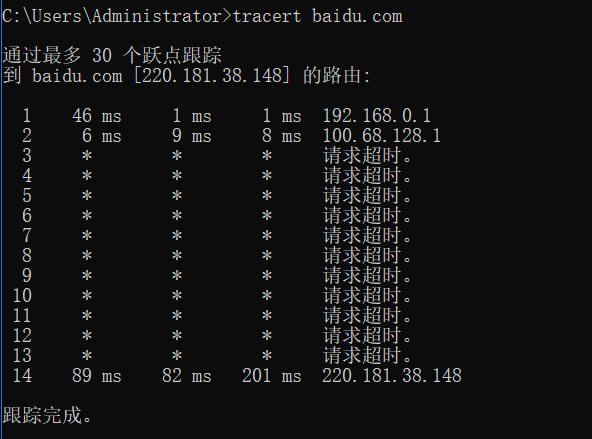 C:\Users\Administrator>tracert baidu.com
通过最多 30 个跃点跟踪
到 baidu.com [220.181.38.148] 的路由:
1 46 ms 1 ms 1 ms 192.168.0.1
2 6 ms 9 ms 8 ms 100.68.128.1
3 * * * 请求超时。
4 * * * 请求超时。
5 * * * 请求超时。
6 * * * 请求超时。
7 * * * 请求超时。
8 * * * 请求超时。
9 * * * 请求超时。
10 * * * 请求超时。
11 * * * 请求超时。
12 * * * 请求超时。
13 * * * 请求超时。
14 89 ms 82 ms 201 ms 220.181.38.148
跟踪完成。